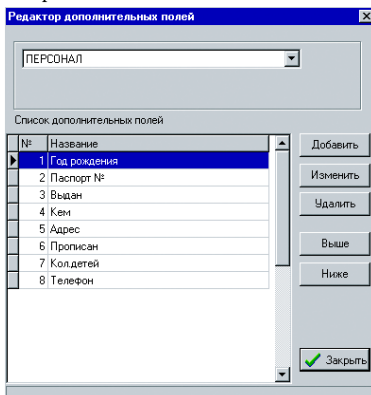 Редактор дополнительных полей
ПЕРСОНАЛ
Список дополнительных полей
№ Название
1 Год рождения
2 Паспорт №
3 Выдан
4 Кем
5 Адрес
6 Прописан
7 Кол.детей
8 Телефон
Добавить
Изменить
Удалить
Выше
Ниже
Закрыть